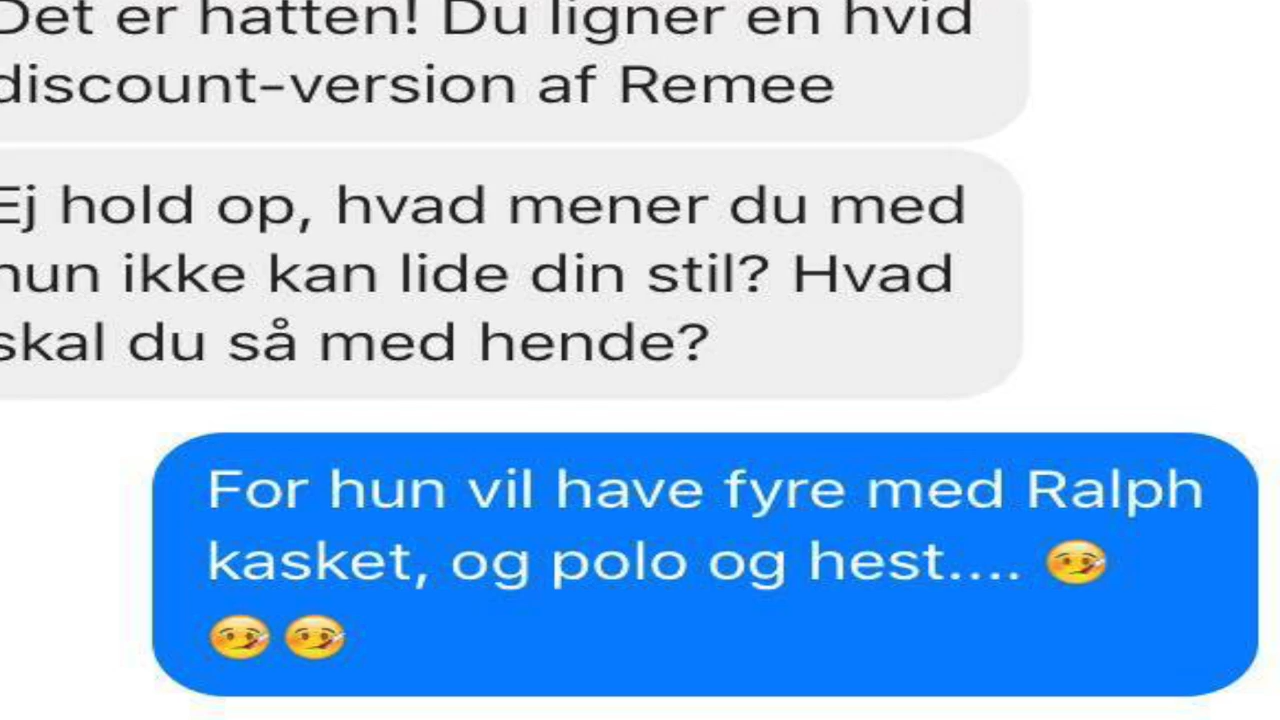 Det er hatten! Du ligner en hvid
discount-version af Remee
Ej hold op, hvad mener du med
hun ikke kan lide din stil? Hvad
skal du så med hende?
For hun vil have fyre med Ralph
kasket, og polo og hest.... 🤒
🤒 🤒